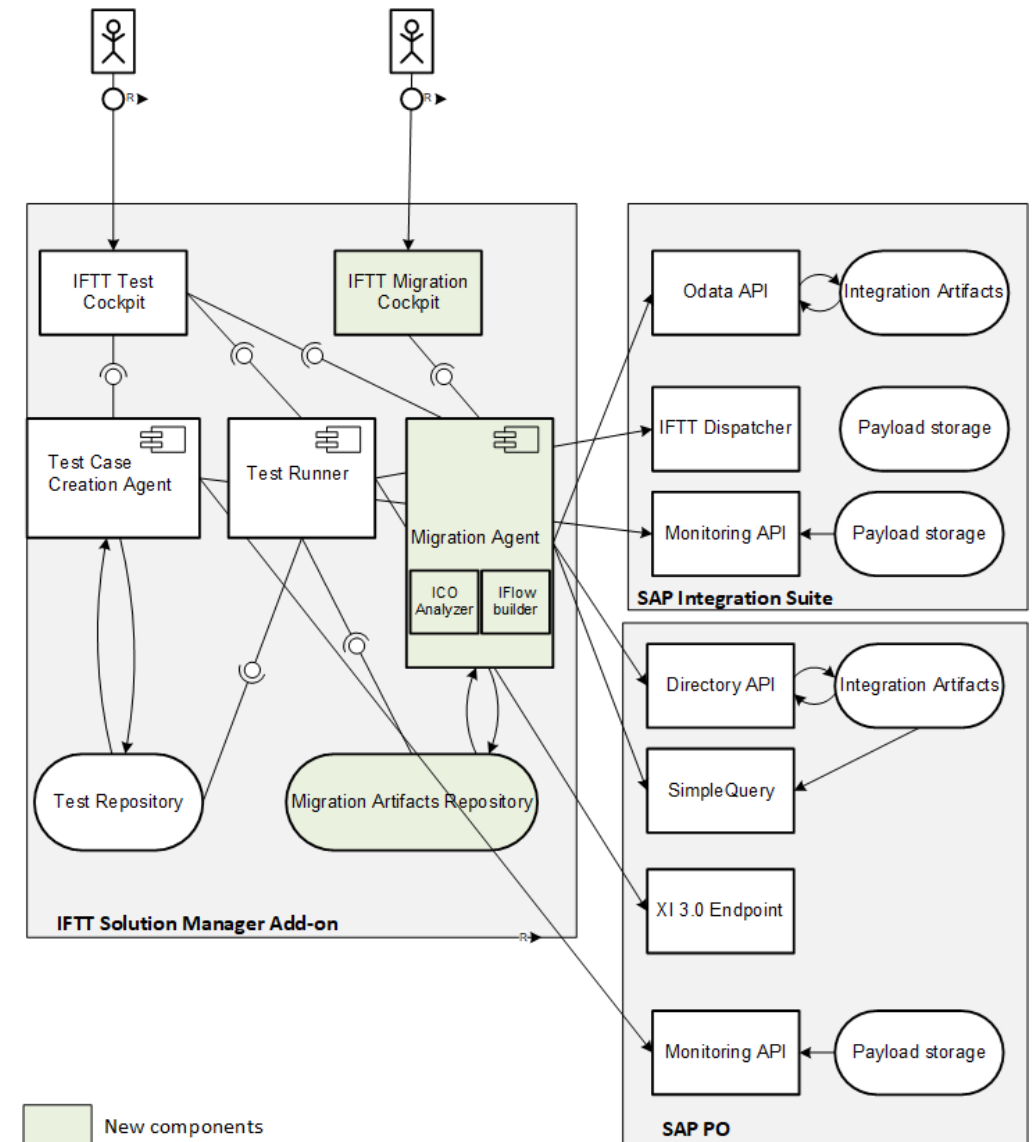 R
R
IFTT Test
Cockpit
IFTT Migration
Cockpit
Odata API
Integration Artifacts
Test Case
Creation Agent
Test Runner
Migration Agent
ICO
Analyzer
IFlow
builder
IFTT Dispatcher
Payload storage
Monitoring API
Payload storage
SAP Integration Suite
Directory API
Integration Artifacts
SimpleQuery
Test Repository
Migration Artifacts Repository
XI 3.0 Endpoint
IFTT Solution Manager Add-on
R
Monitoring API
Payload storage
New components
SAP PO